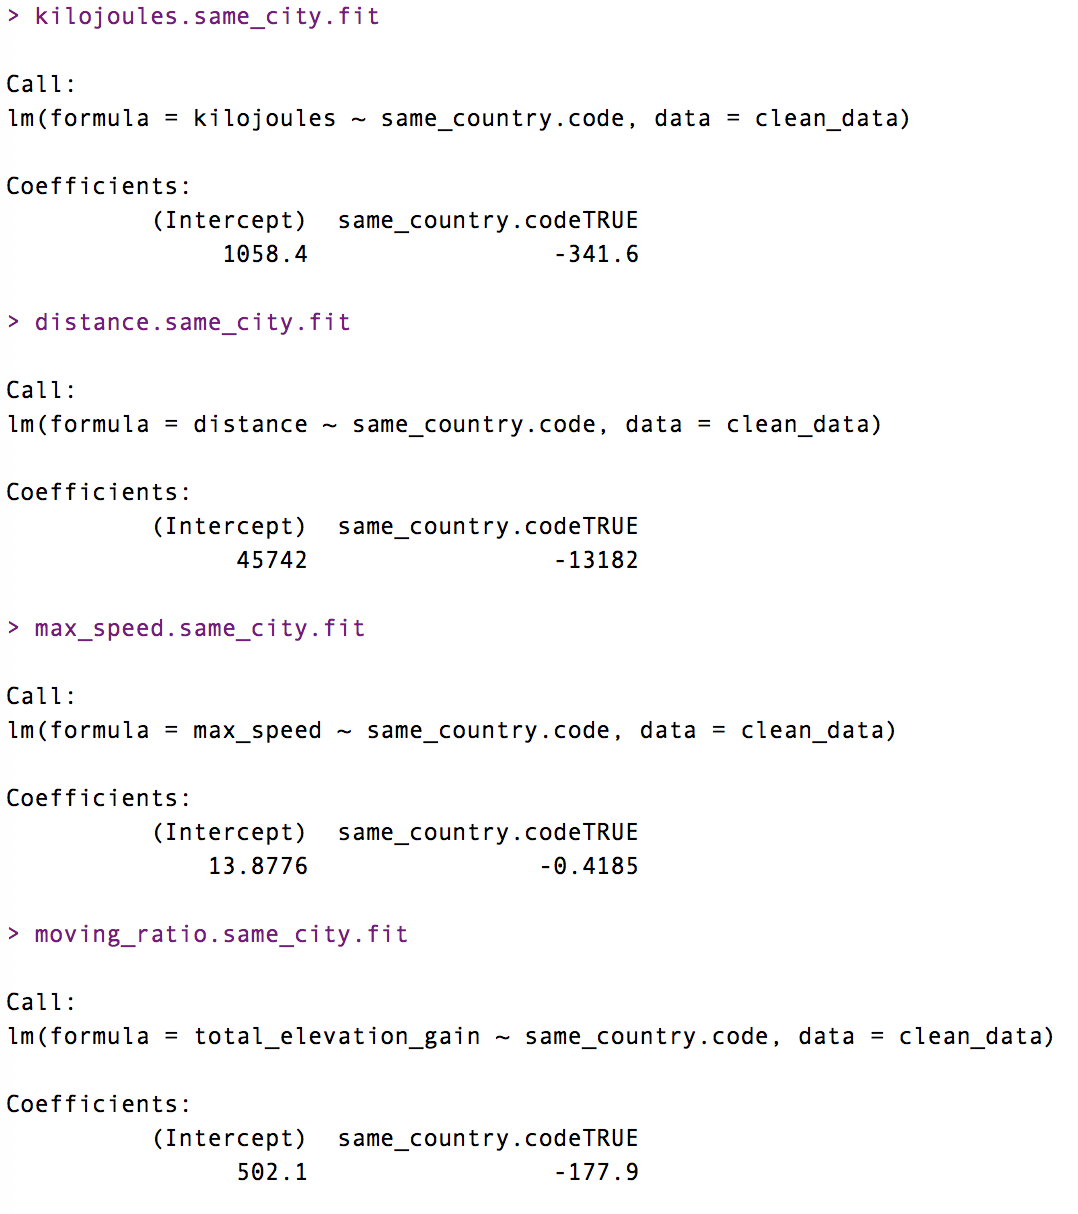 > kilojoules.same_city.fit
Call:
lm(formula = kilojoules ~ same_country.code, data = clean_data)
Coefficients:
(Intercept) same_country.codeTRUE
1058.4 -341.6
> distance.same_city.fit
Call:
lm(formula = distance ~ same_country.code, data = clean_data)
Coefficients:
(Intercept) same_country.codeTRUE
45742 -13182
> max_speed.same_city.fit
Call:
lm(formula = max_speed ~ same_country.code, data = clean_data)
Coefficients:
(Intercept) same_country.codeTRUE
13.8776 -0.4185
> moving_ratio.same_city.fit
Call:
lm(formula = total_elevation_gain ~ same_country.code, data = clean_data)
Coefficients:
(Intercept) same_country.codeTRUE
502.1 -177.9